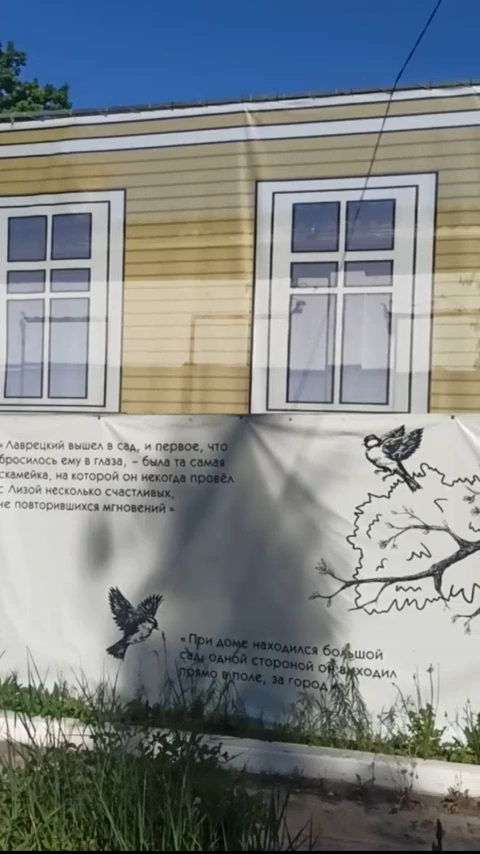 « Лаврецкий вышел в сад, и первое, что
бросилось ему в глаза, – была та самая
скамейка, на которой он некогда провёл
с Лизой несколько счастливых,
не повторившихся мгновений »
« При доме находился большой
сад; одной стороной он выходил
прямо в поле, за город »